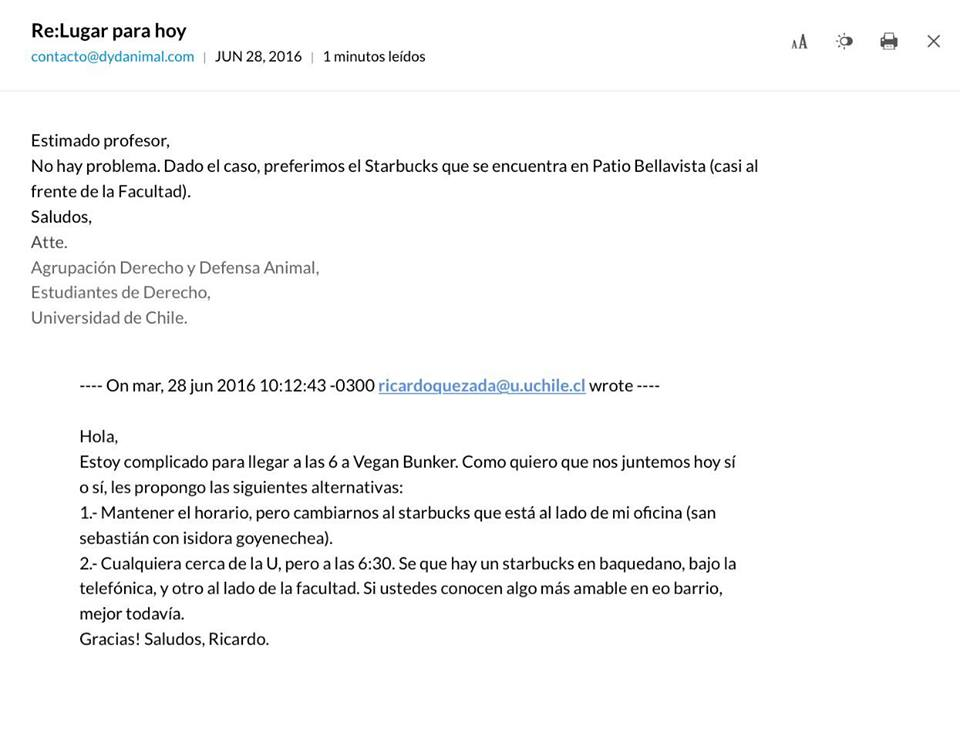 Re:Lugar para hoy
contacto@dydanimal.com | JUN 28, 2016 | 1 minutos leídos
AA
Estimado profesor,
No hay problema. Dado el caso, preferimos el Starbucks que se encuentra en Patio Bellavista (casi al
frente de la Facultad).
Saludos,
Atte.
Agrupación Derecho y Defensa Animal,
Estudiantes de Derecho,
Universidad de Chile.
---- On mar, 28 jun 2016 10:12:43 -0300 ricardoquezada@u.uchile.cl wrote ----
Hola,
Estoy complicado para llegar a las 6 a Vegan Bunker. Como quiero que nos juntemos hoy sí
o sí, les propongo las siguientes alternativas:
1.- Mantener el horario, pero cambiarnos al starbucks que está al lado de mi oficina (san
sebastián con isidora goyenechea).
2.- Cualquiera cerca de la U, pero a las 6:30. Se que hay un starbucks en baquedano, bajo la
telefónica, y otro al lado de la facultad. Si ustedes conocen algo más amable en eo barrio,
mejor todavía.
Gracias! Saludos, Ricardo.